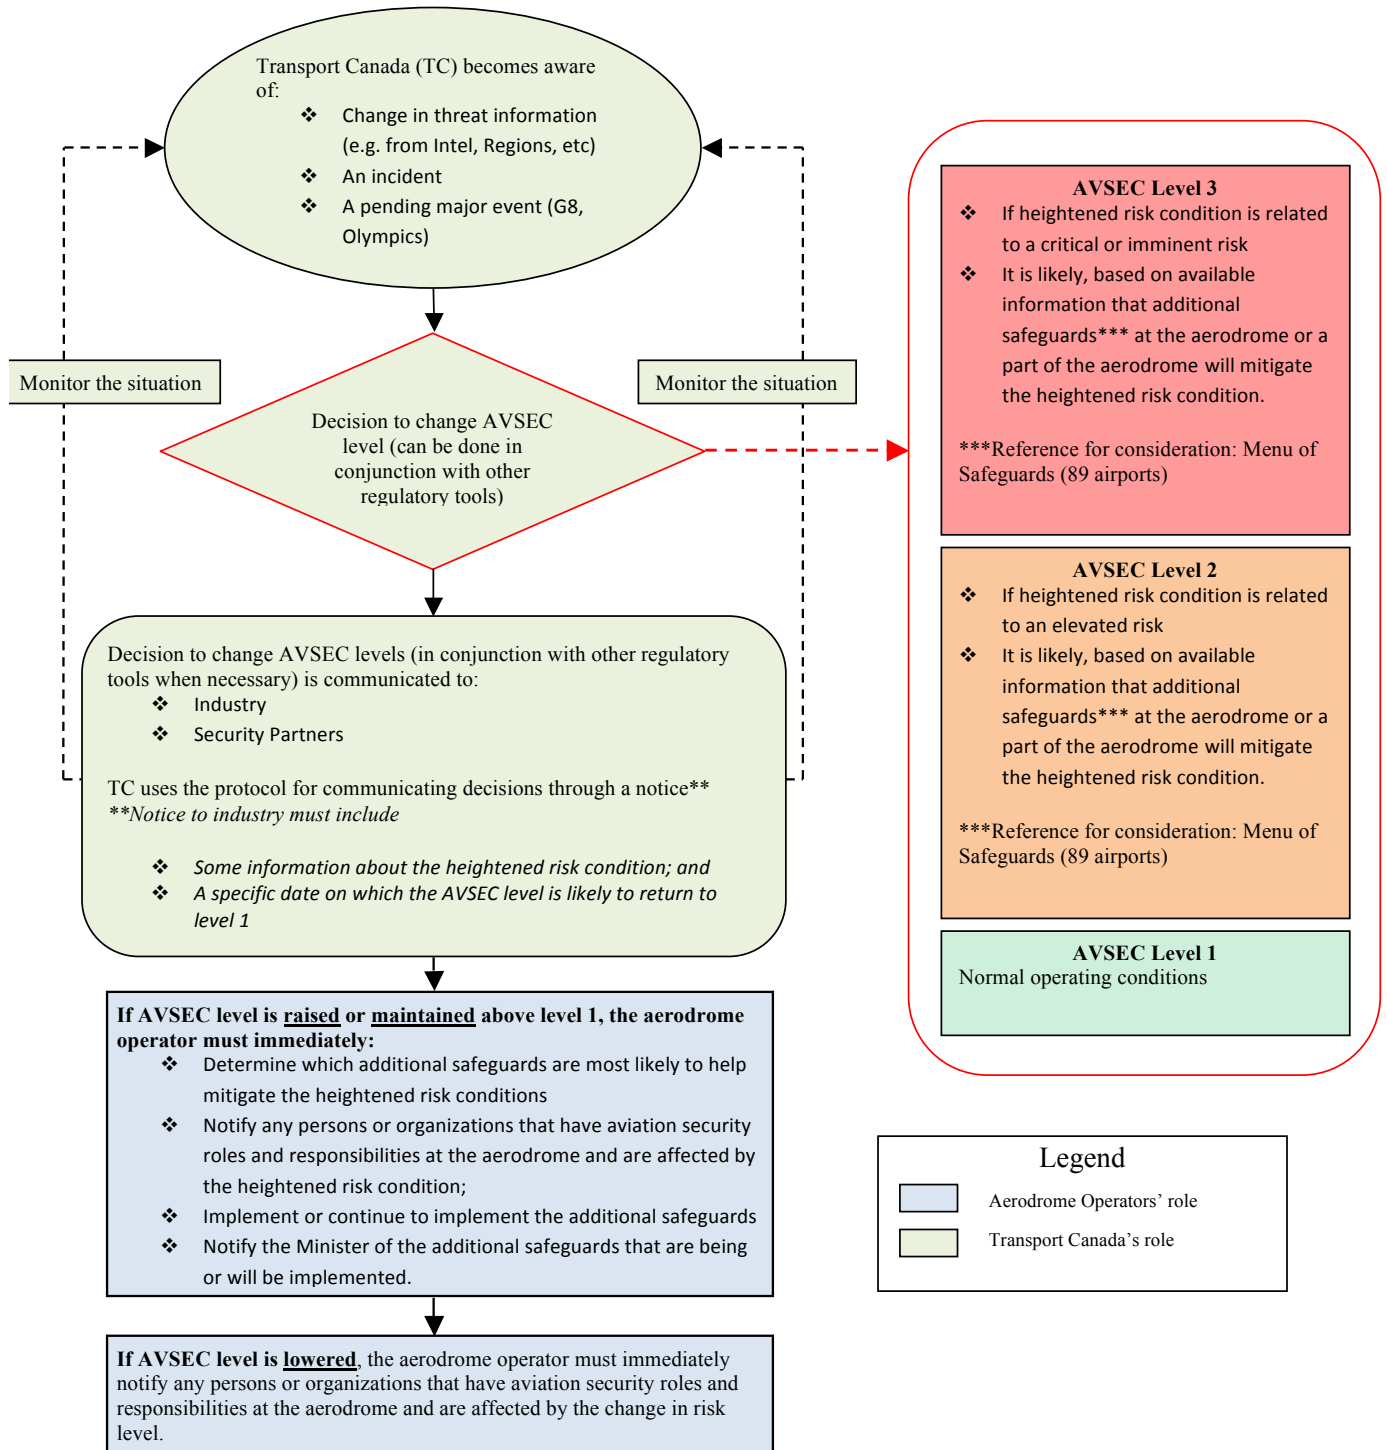 Transport Canada (TC) becomes aware
of:
❖ Change in threat information
(e.g. from Intel, Regions, etc)
❖ An incident
❖ A pending major event (G8,
Olympics)
Monitor the situation
Monitor the situation
Decision to change AVSEC
level (can be done in
conjunction with other
regulatory tools)
Decision to change AVSEC levels (in conjunction with other regulatory
tools when necessary) is communicated to:
❖ Industry
❖ Security Partners
TC uses the protocol for communicating decisions through a notice**
**Notice to industry must include
❖ Some information about the heightened risk condition; and
❖ A specific date on which the AVSEC level is likely to return to
level 1
If AVSEC level is raised or maintained above level 1, the aerodrome
operator must immediately:
❖ Determine which additional safeguards are most likely to help
mitigate the heightened risk conditions
❖ Notify any persons or organizations that have aviation security
roles and responsibilities at the aerodrome and are affected by
the heightened risk condition;
❖ Implement or continue to implement the additional safeguards
❖ Notify the Minister of the additional safeguards that are being
or will be implemented.
If AVSEC level is lowered, the aerodrome operator must immediately
notify any persons or organizations that have aviation security roles and
responsibilities at the aerodrome and are affected by the change in risk
level.
AVSEC Level 3
❖ If heightened risk condition is related
to a critical or imminent risk
❖ It is likely, based on available
information that additional
safeguards*** at the aerodrome or a
part of the aerodrome will mitigate
the heightened risk condition.
***Reference for consideration: Menu of
Safeguards (89 airports)
AVSEC Level 2
❖ If heightened risk condition is related
to an elevated risk
❖ It is likely, based on available
information that additional
safeguards*** at the aerodrome or a
part of the aerodrome will mitigate
the heightened risk condition.
***Reference for consideration: Menu of
Safeguards (89 airports)
AVSEC Level 1
Normal operating conditions
Legend
Aerodrome Operators' role
Transport Canada's role